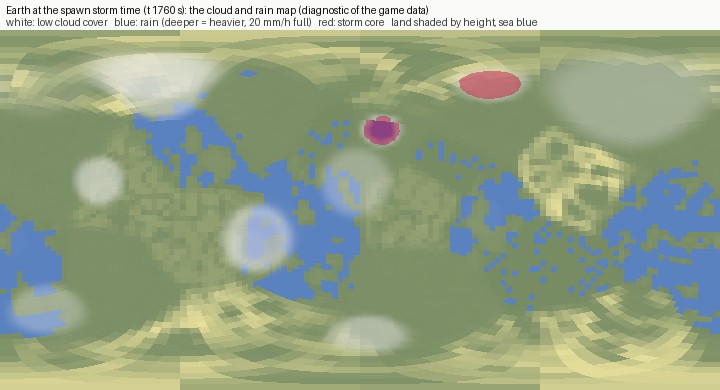 Earth at the spawn storm time (t 1760 s): the cloud and rain map (diagnostic of the game data)
white: low cloud cover blue: rain (deeper = heavier, 20 mm/h full) red: storm core land shaded by height, sea blue